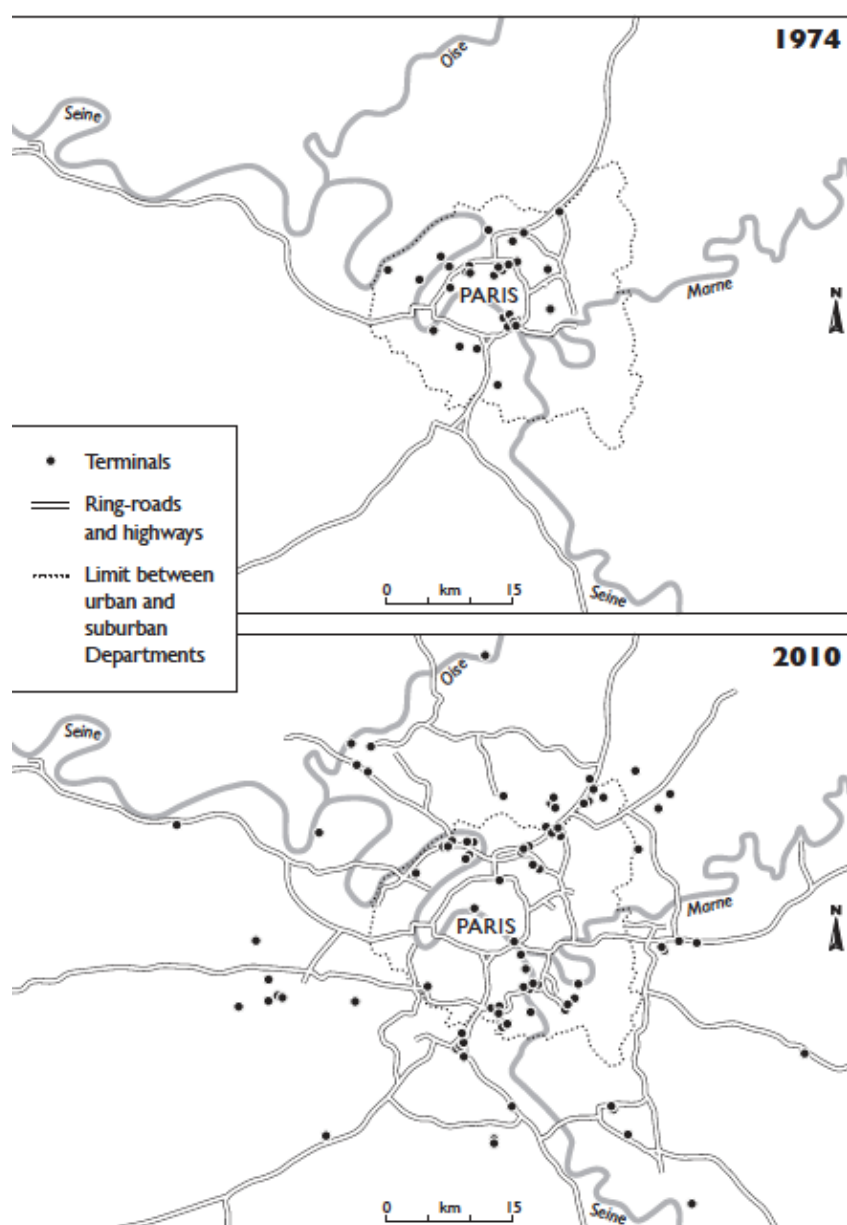 1974
Oise
Seine
PARIS
Marne
N
Terminals
Ring-roads
and highways
Limit between
urban and
suburban
Departments
0 km 15
Seine
2010
Oise
Seine
Marne
N
PARIS
0 km 15
Seine